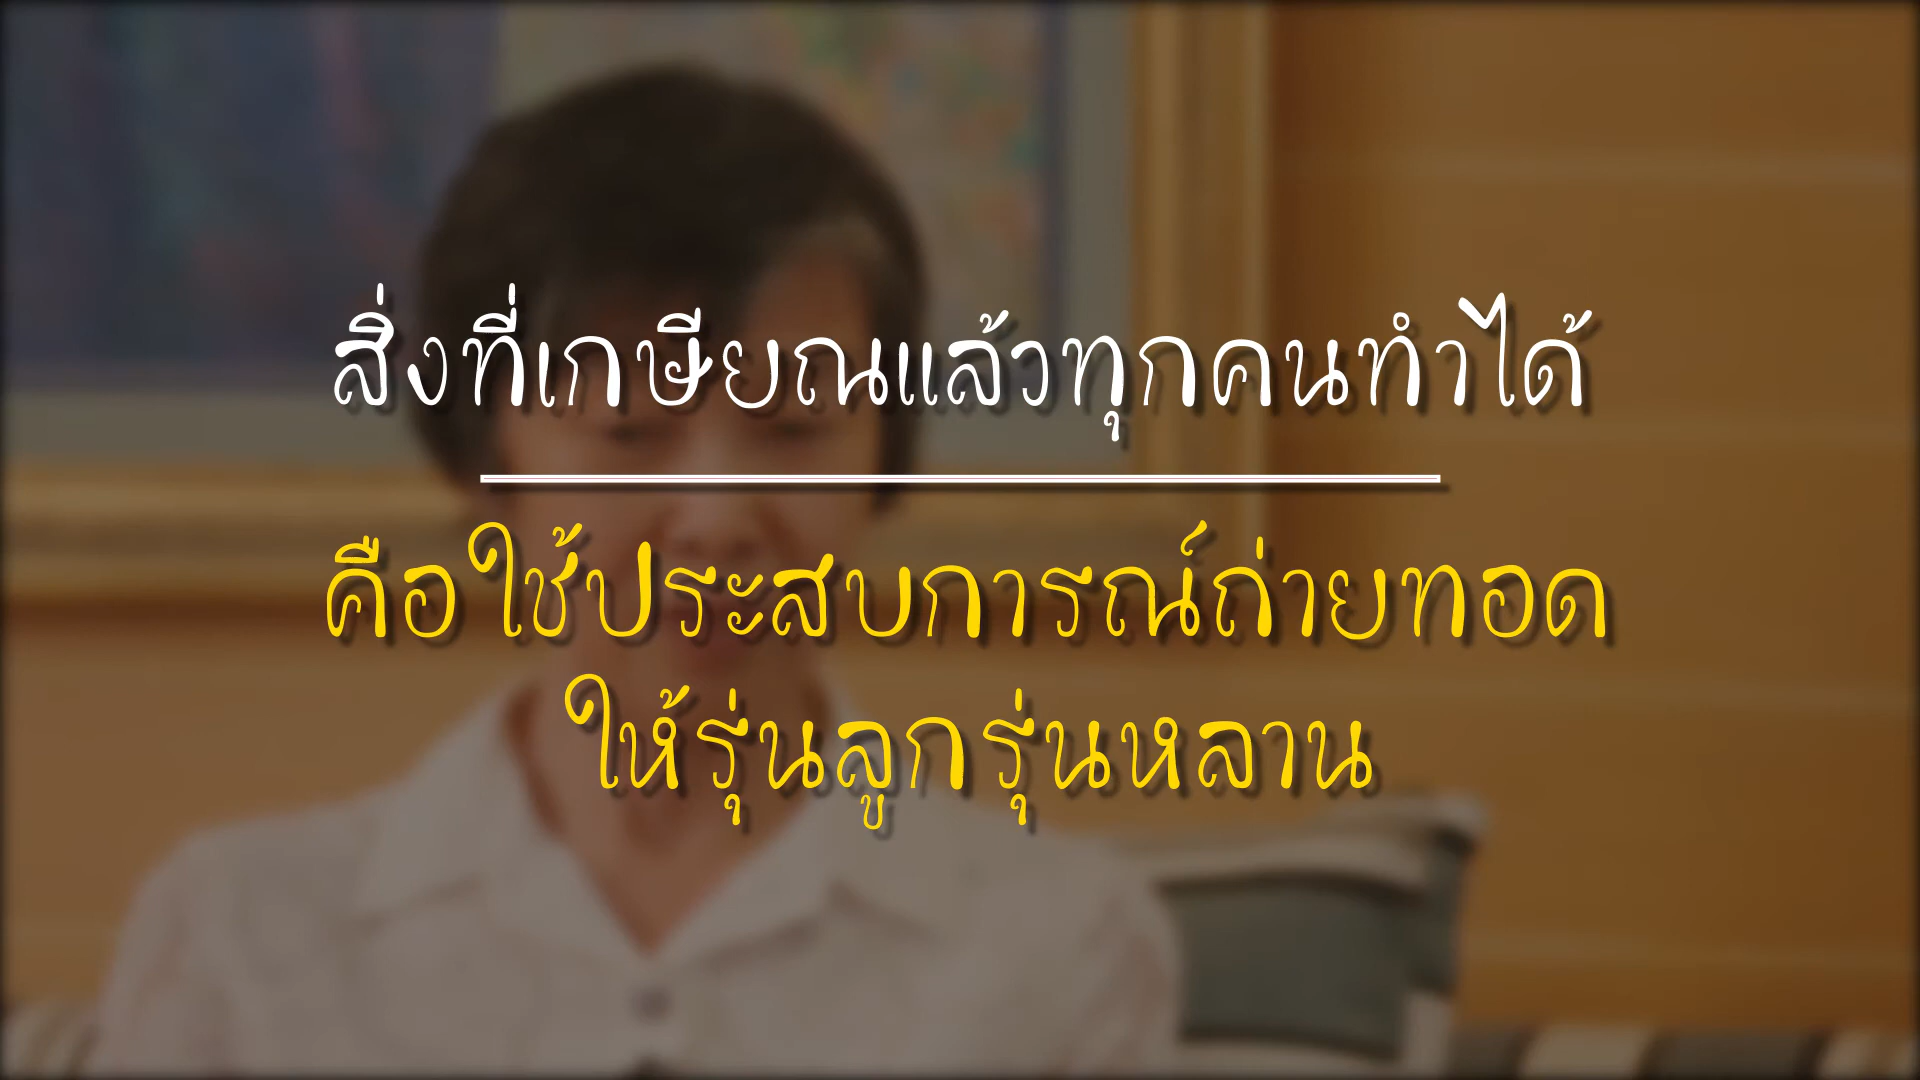 สิ่งที่เกษียณแล้วทุกคนทำได้
คือใช้ประสบการณ์ถ่ายทอด
ให้รุ่นลูกรุ่นหลาน